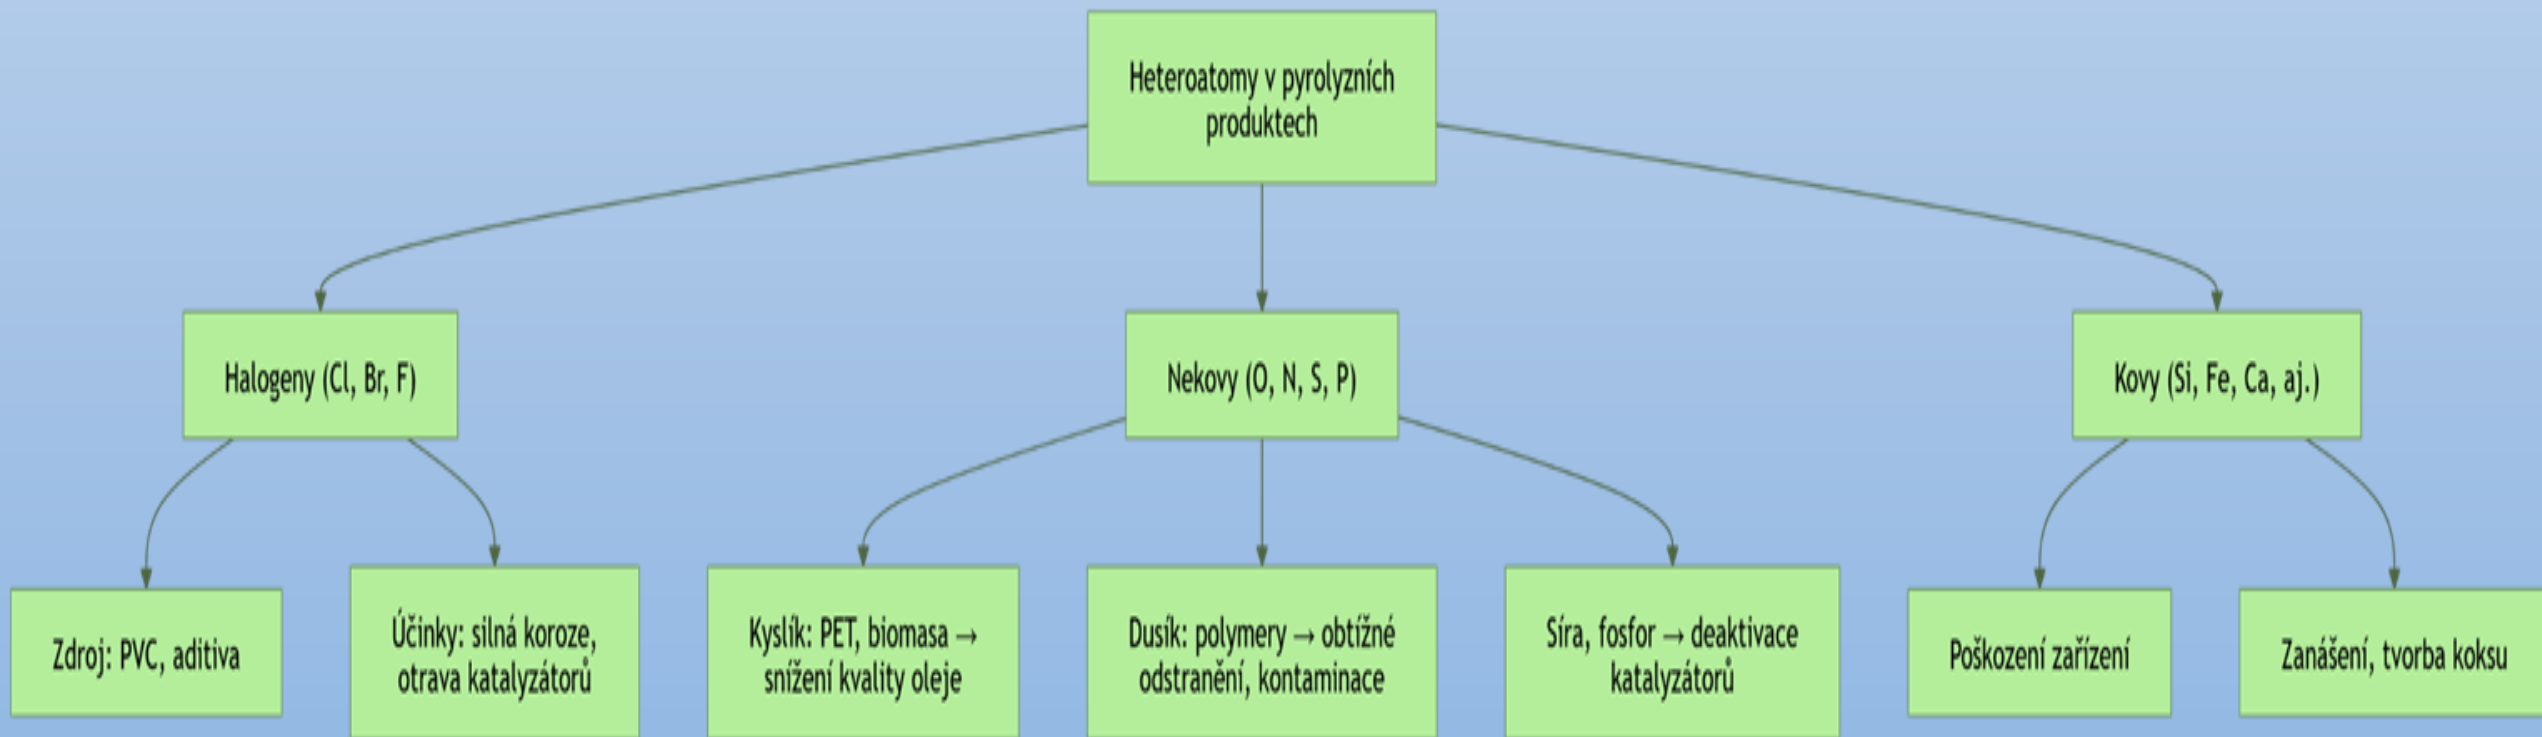 Heteroatomy v pyrolyzních
produktech
Halogeny (Cl, Br, F)
Nekovy (O, N, S, P)
Kovy (Si, Fe, Ca, aj.)
Zdroj: PVC, aditiva
Účinky: silná koroze,
otrava katalyzátorů
Kyslík: PET, biomasa →
snížení kvality oleje
Dusík: polymery → obtížné
odstranění, kontaminace
Síra, fosfor → deaktivace
katalyzátorů
Poškození zařízení
Zanášení, tvorba koksu